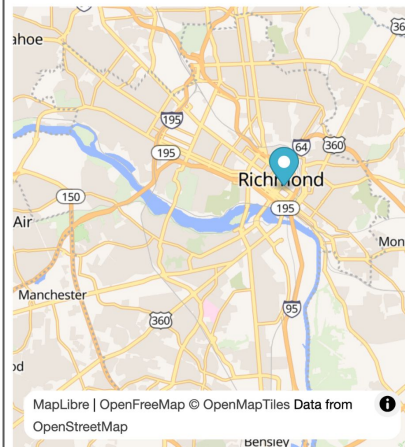 ahoe
36
195
195
64
360
Richmond
195
150
Air
Mon
Manchester
360
95
od
MapLibre | OpenFreeMap © OpenMapTiles Data from
OpenStreetMap
Bensley